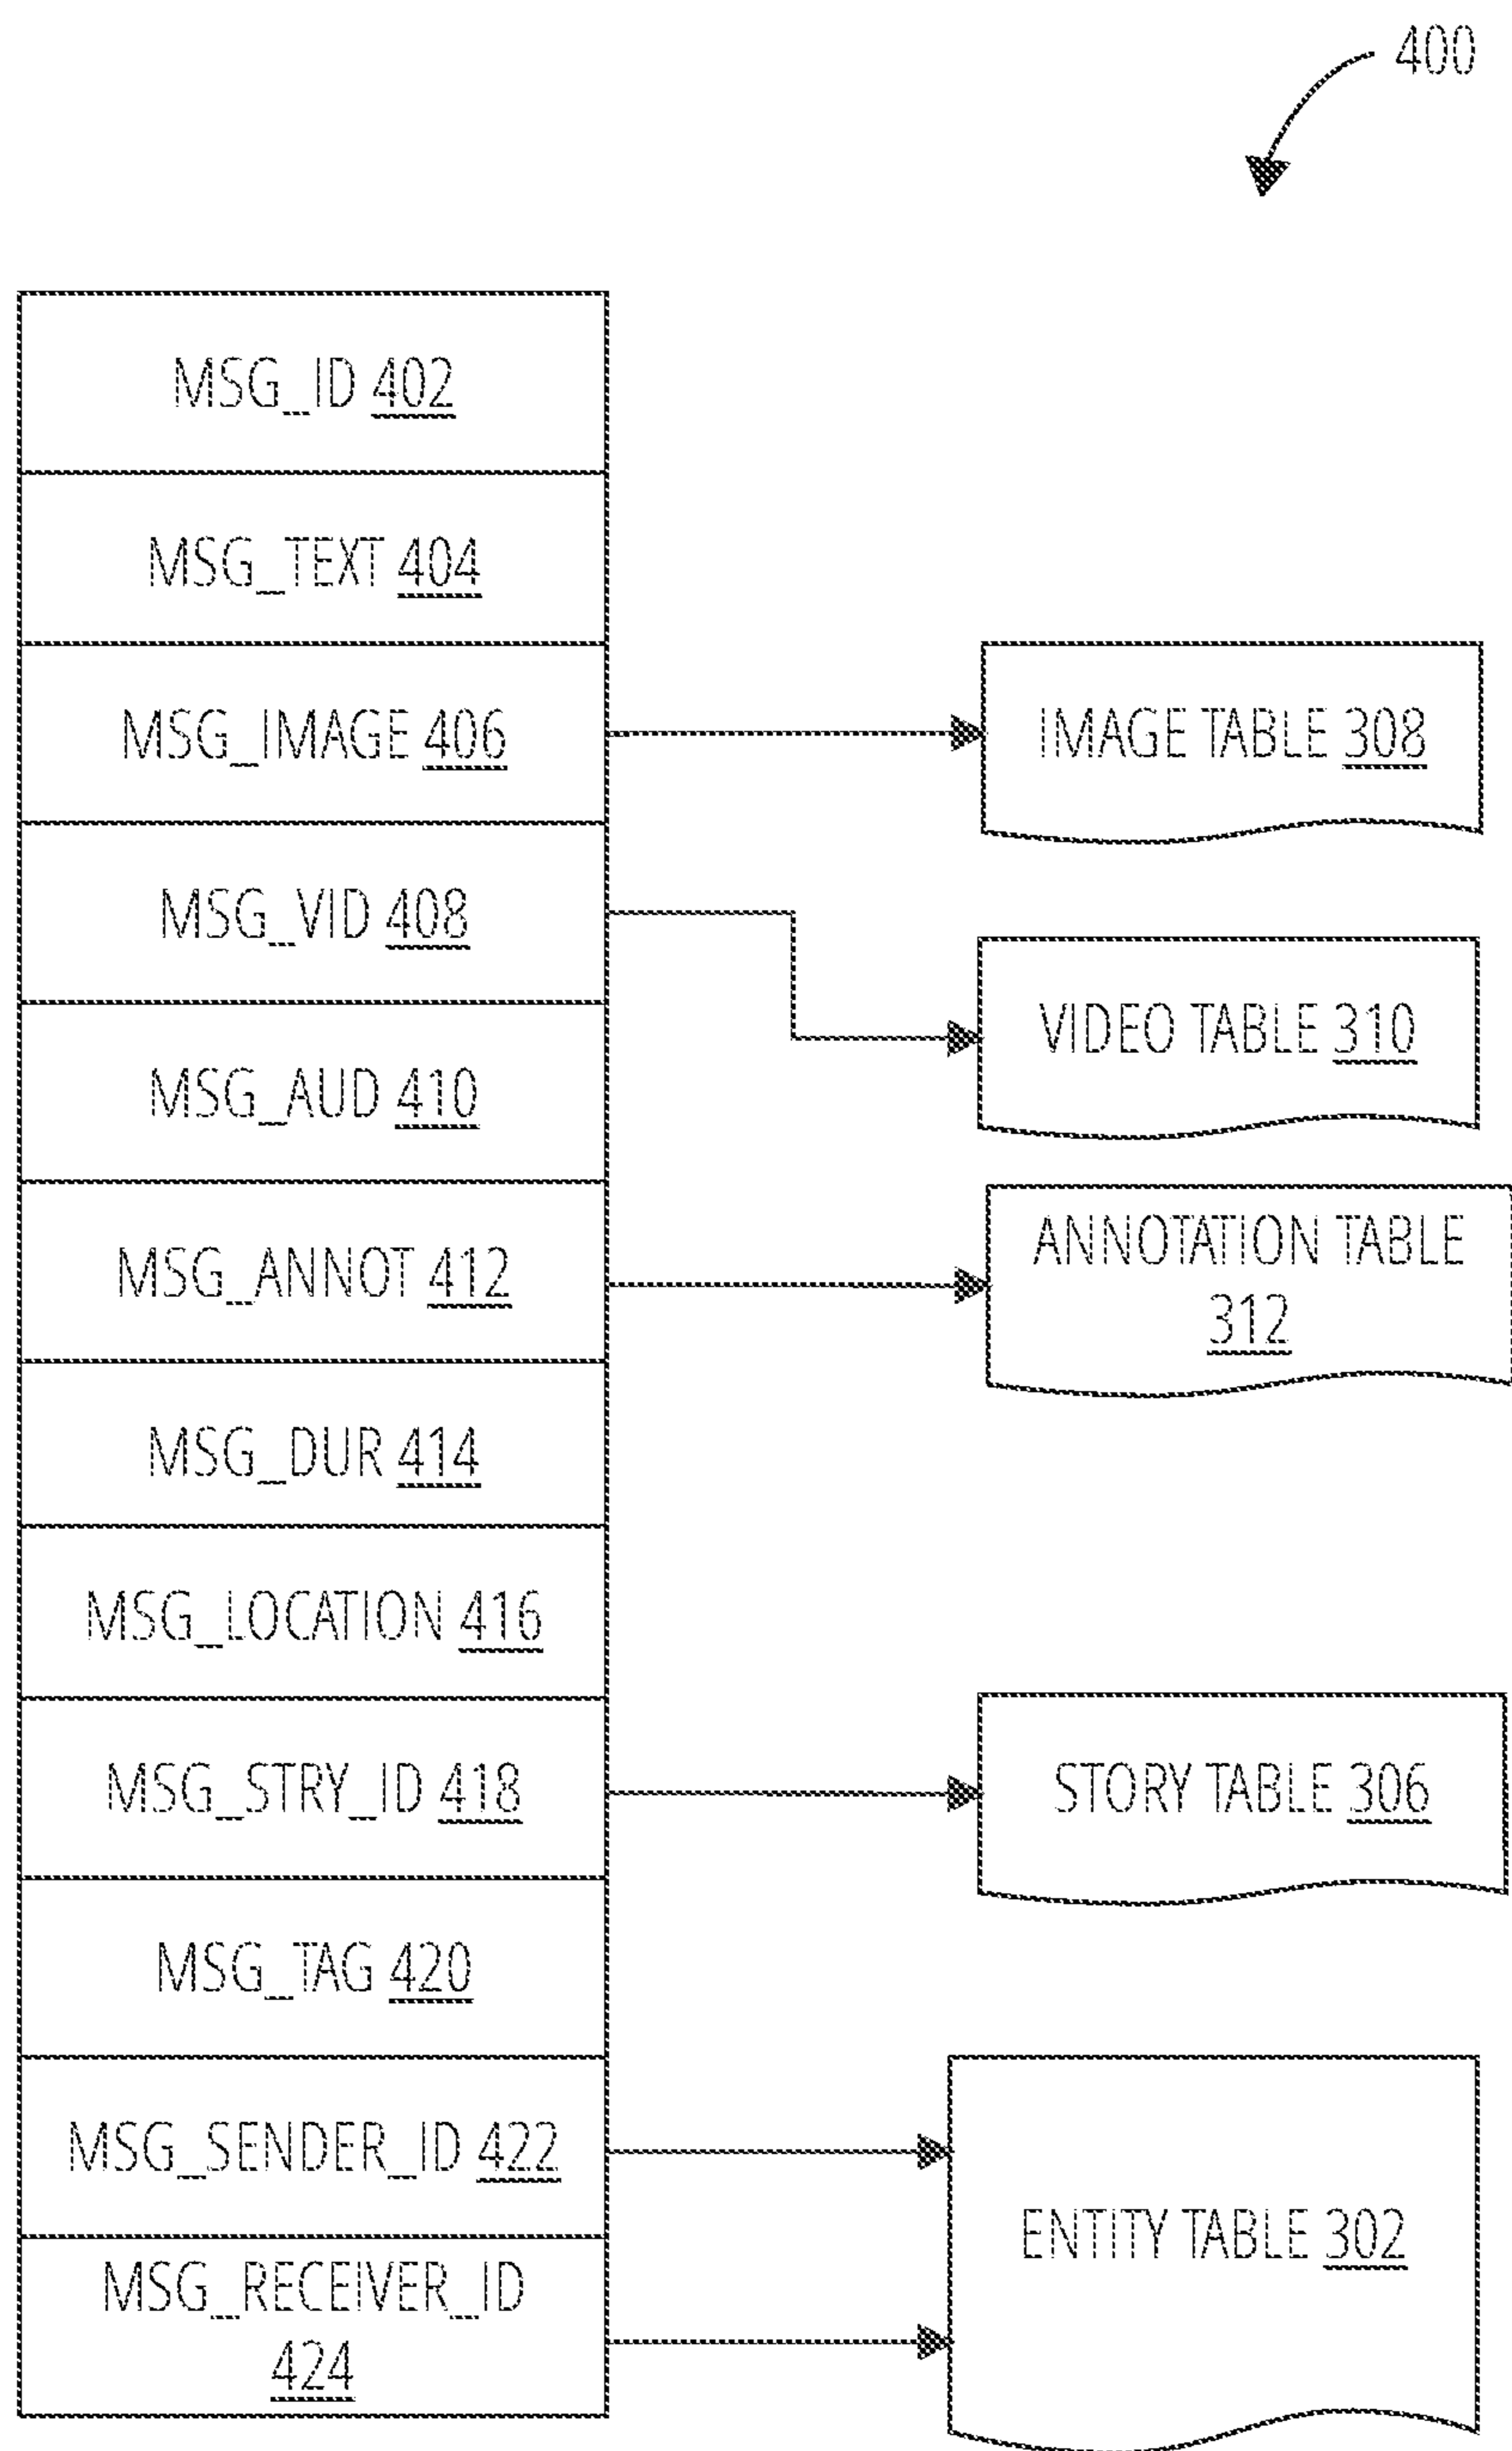 400
MSG_ID 402
MSG_TEXT 404
MSG_IMAGE 406
IMAGE TABLE 308
MSG_VID 408
VIDEO TABLE 310
MSG_AUD 410
MSG_ANNOT 412
ANNOTATION TABLE
312
MSG_DUR 414
MSG_LOCATION 416
MSG_STRY_ID 418
STORY TABLE 306
MSG_TAG 420
MSG_SENDER_ID 422
ENTITY TABLE 302
MSG_RECEIVER_ID
424